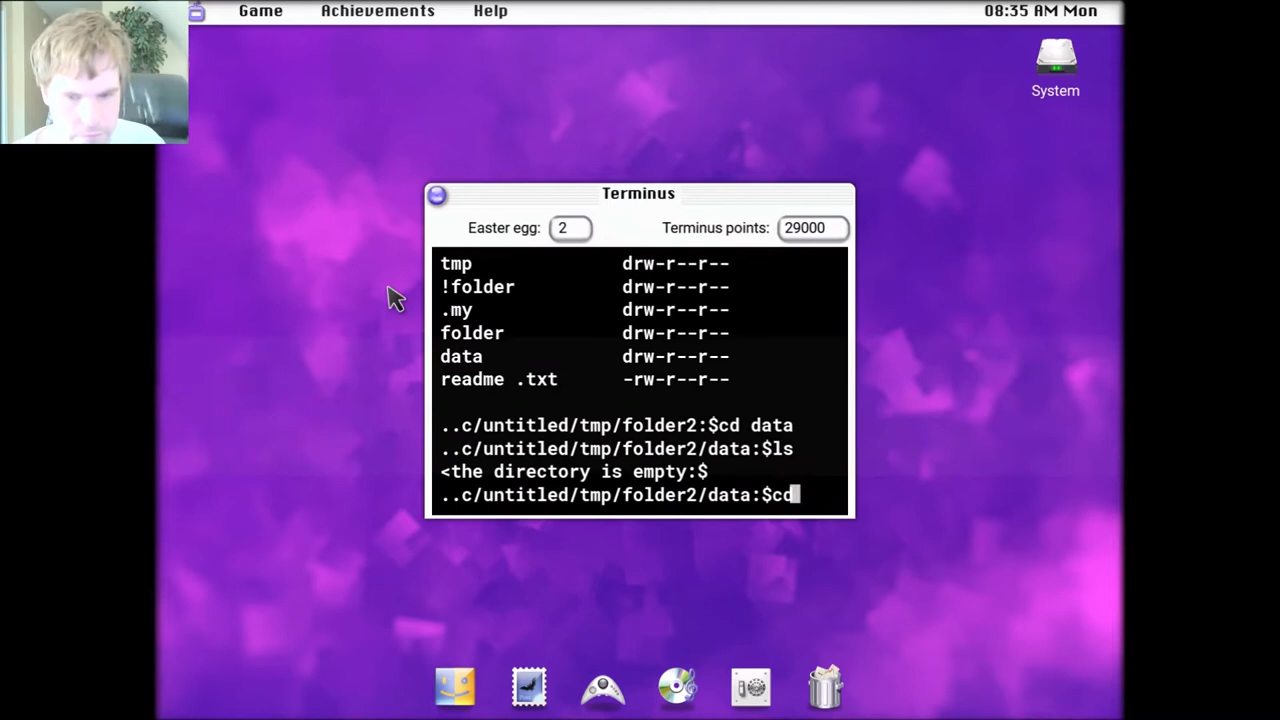 Game Achievements Help 08:35 AM Mon
System
Terminus
Easter egg: 2 Terminus points: 29000
tmp drw-r--r--
!folder drw-r--r--
.my drw-r--r--
folder drw-r--r--
data drw-r--r--
readme .txt -rw-r--r--
..c/untitled/tmp/folder2:$cd data
..c/untitled/tmp/folder2/data:$ls
<the directory is empty:$
..c/untitled/tmp/folder2/data:$cd